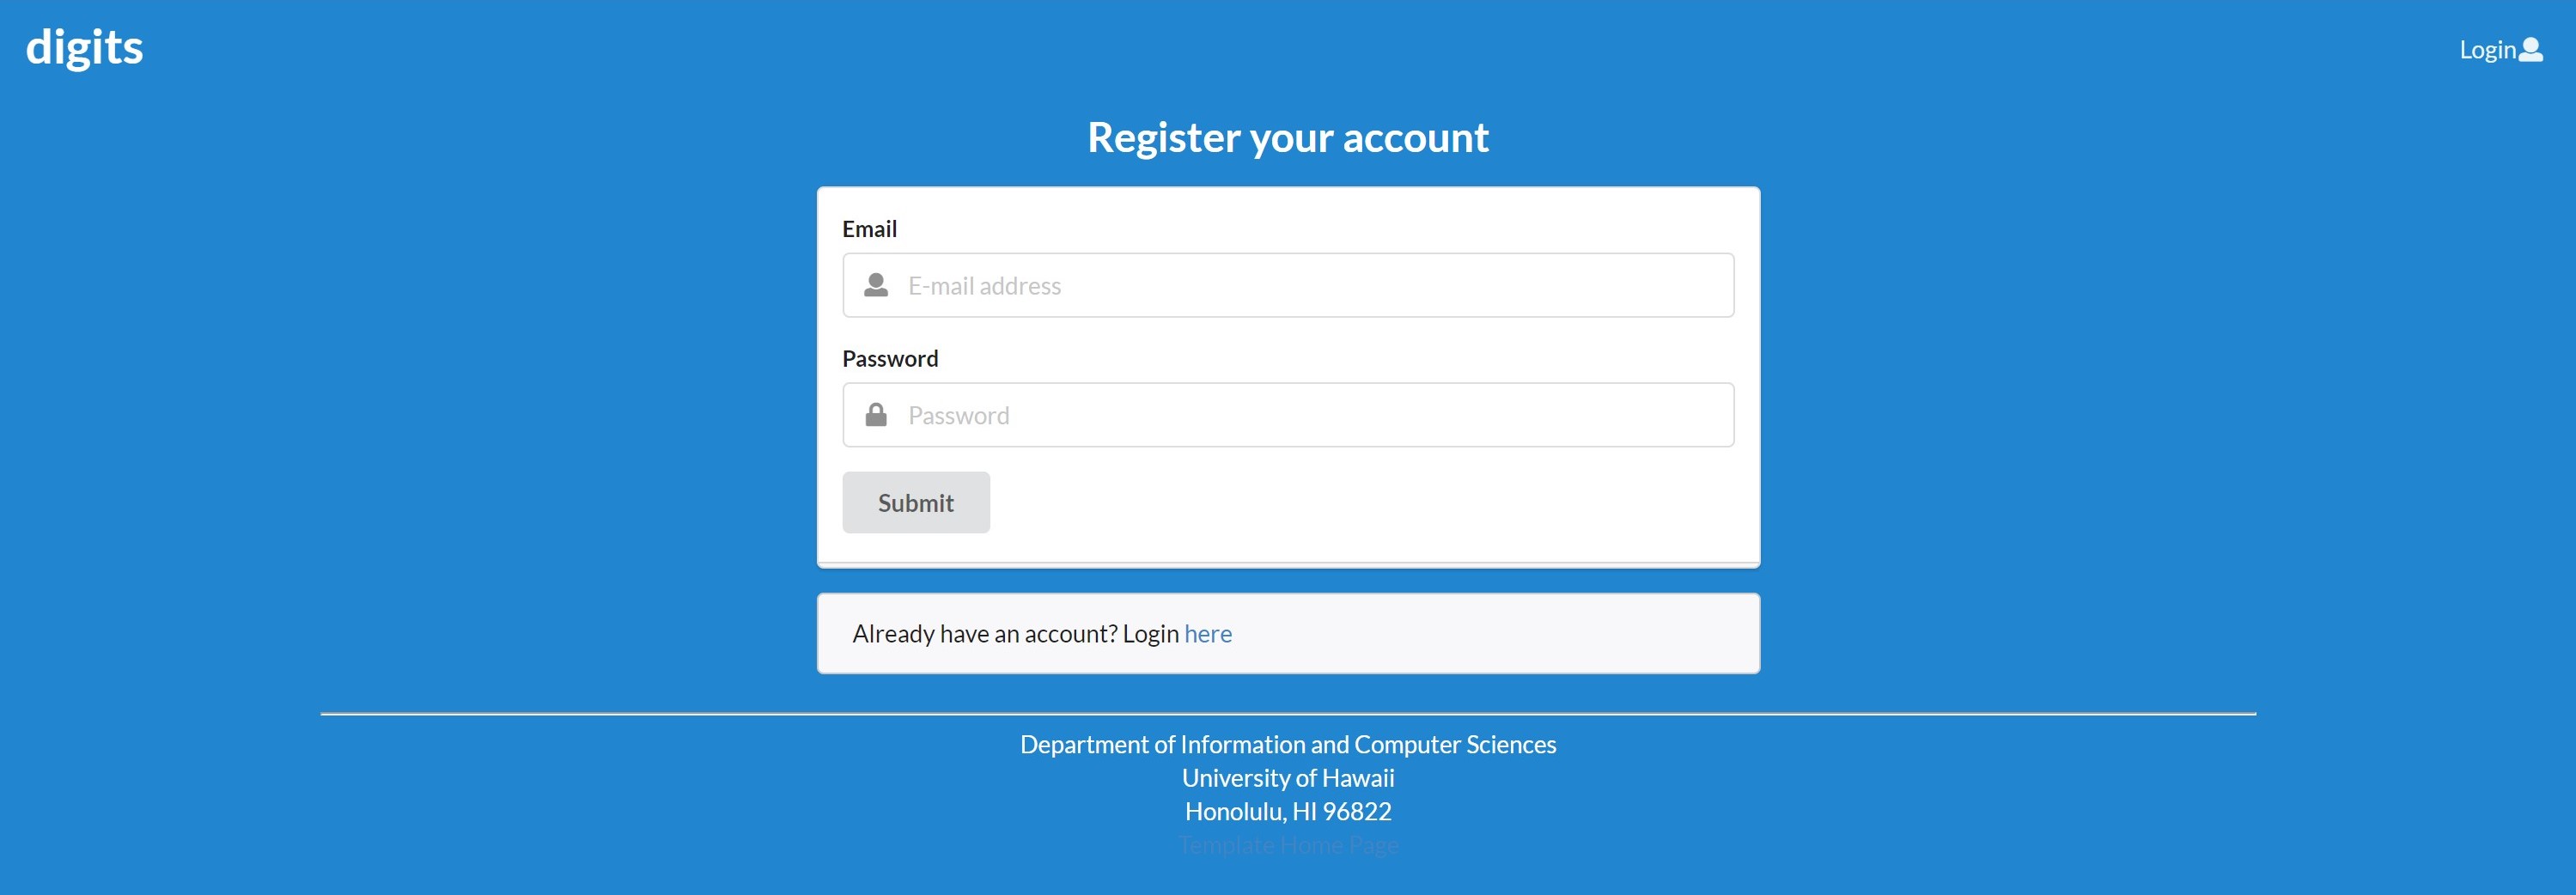 digits
Login
Register your account
Email
E-mail address
Password
Password
Submit
Already have an account? Login here
Department of Information and Computer Sciences
University of Hawaii
Honolulu, HI 96822
Template Home Page